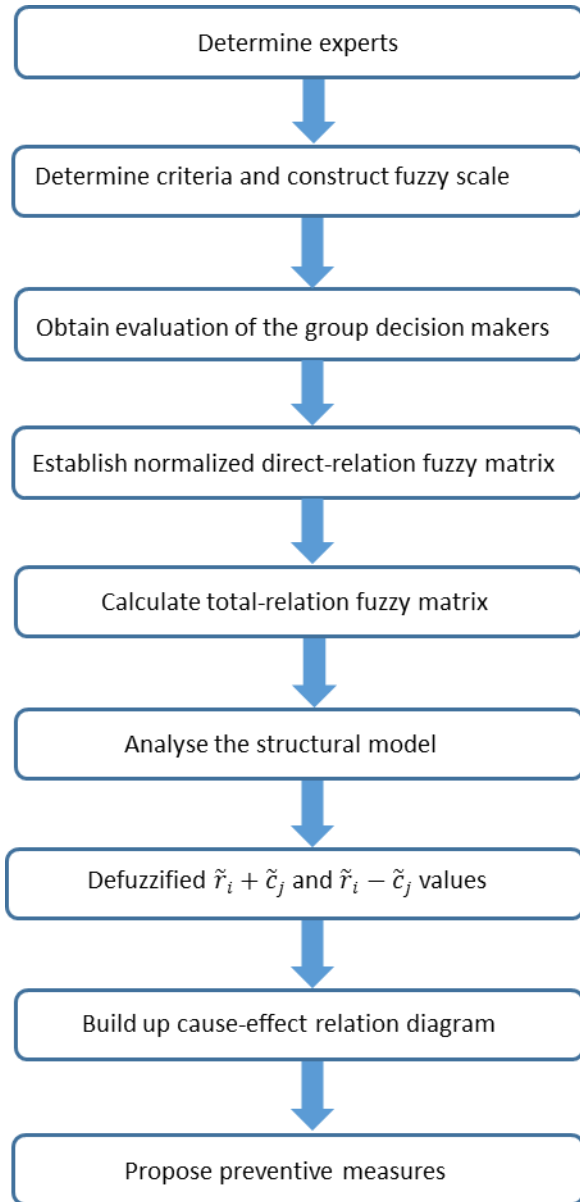 Determine experts
Determine criteria and construct fuzzy scale
Obtain evaluation of the group decision makers
Establish normalized direct-relation fuzzy matrix
Calculate total-relation fuzzy matrix
Analyse the structural model
Defuzzified r̃ᵢ + c̃ⱼ and r̃ᵢ − c̃ⱼ values
Build up cause-effect relation diagram
Propose preventive measures